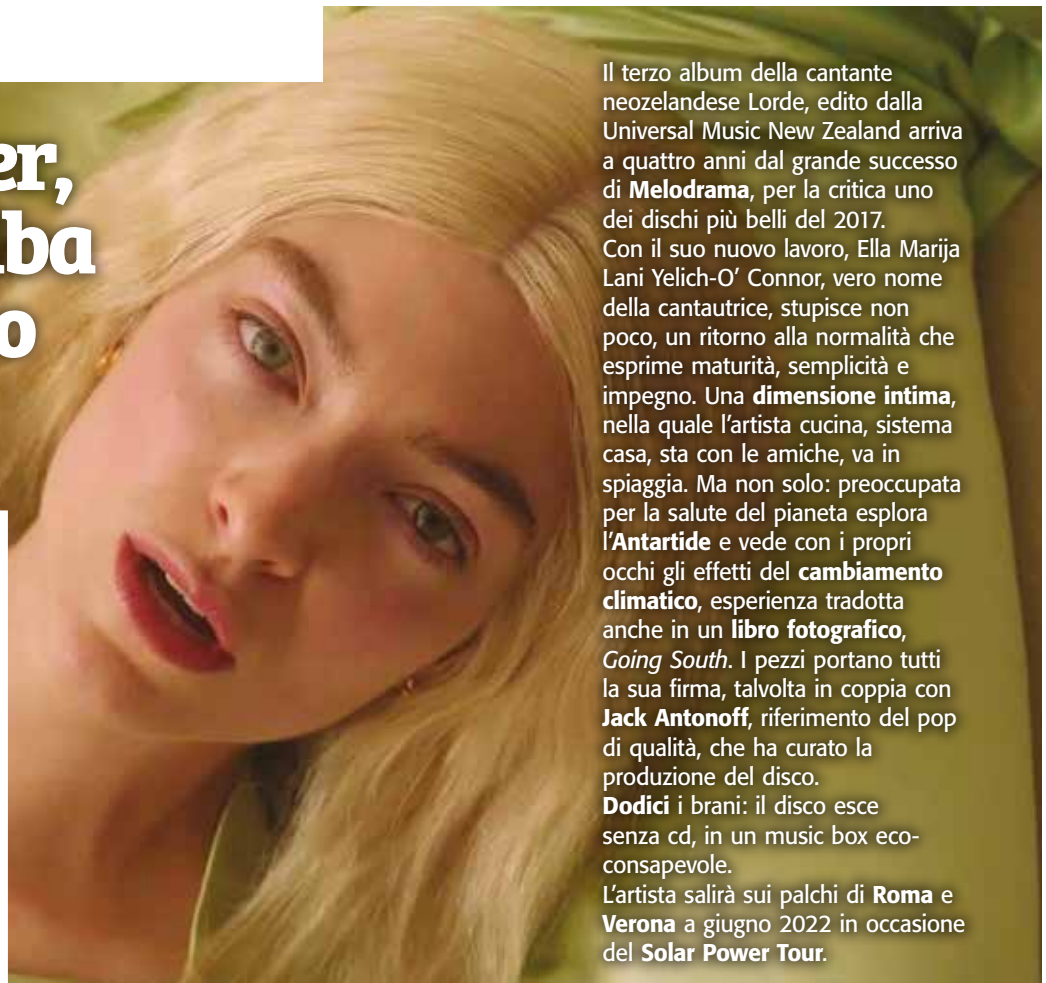 er,
ba
o
Il terzo album della cantante
neozelandese Lorde, edito dalla
Universal Music New Zealand arriva
a quattro anni dal grande successo
di Melodrama, per la critica uno
dei dischi più belli del 2017.
Con il suo nuovo lavoro, Ella Marija
Lani Yelich-O’ Connor, vero nome
della cantautrice, stupisce non
poco, un ritorno alla normalità che
esprime maturità, semplicità e
impegno. Una dimensione intima,
nella quale l’artista cucina, sistema
casa, sta con le amiche, va in
spiaggia. Ma non solo: preoccupata
per la salute del pianeta esplora
l’Antartide e vede con i propri
occhi gli effetti del cambiamento
climatico, esperienza tradotta
anche in un libro fotografico,
Going South. I pezzi portano tutti
la sua firma, talvolta in coppia con
Jack Antonoff, riferimento del pop
di qualità, che ha curato la
produzione del disco.
Dodici i brani: il disco esce
senza cd, in un music box eco-
consapevole.
L’artista salirà sui palchi di Roma e
Verona a giugno 2022 in occasione
del Solar Power Tour.